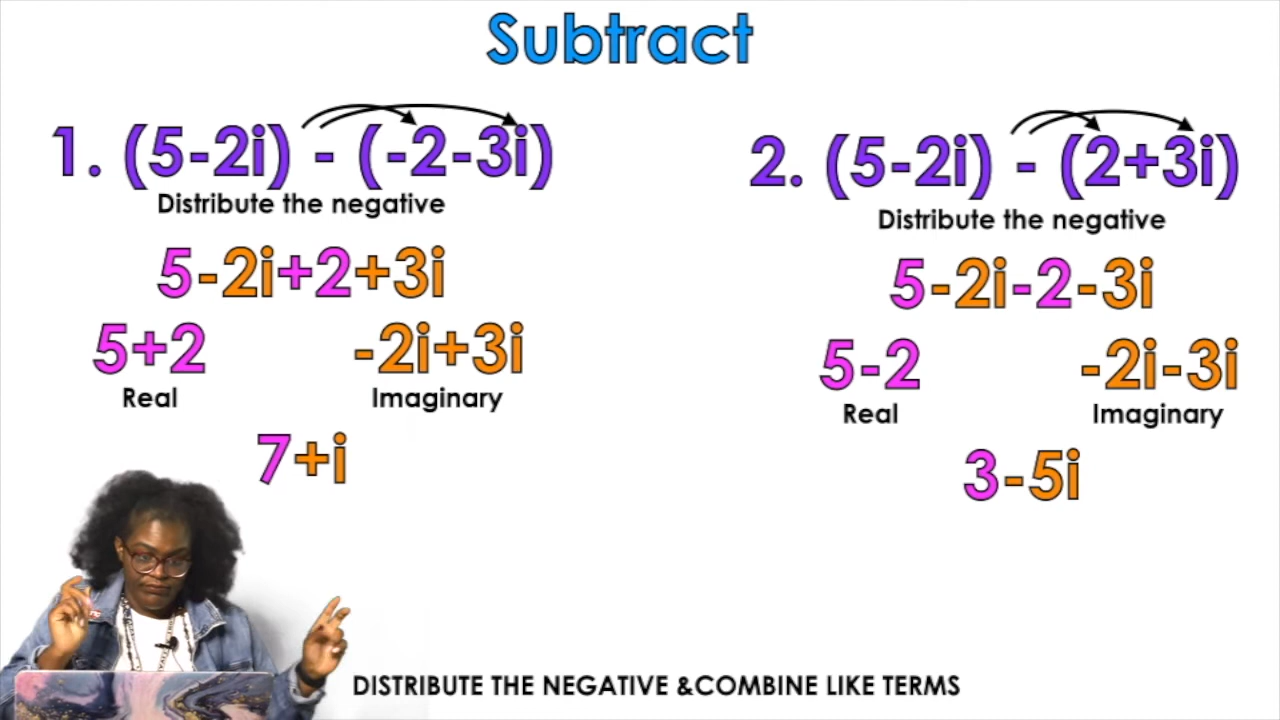 Subtract
1. (5-2i) - (-2-3i)
Distribute the negative
5-2i+2+3i
5+2 -2i+3i
Real Imaginary
7+i
2. (5-2i) - (2+3i)
Distribute the negative
5-2i-2-3i
5-2 -2i-3i
Real Imaginary
3-5i
DISTRIBUTE THE NEGATIVE &COMBINE LIKE TERMS